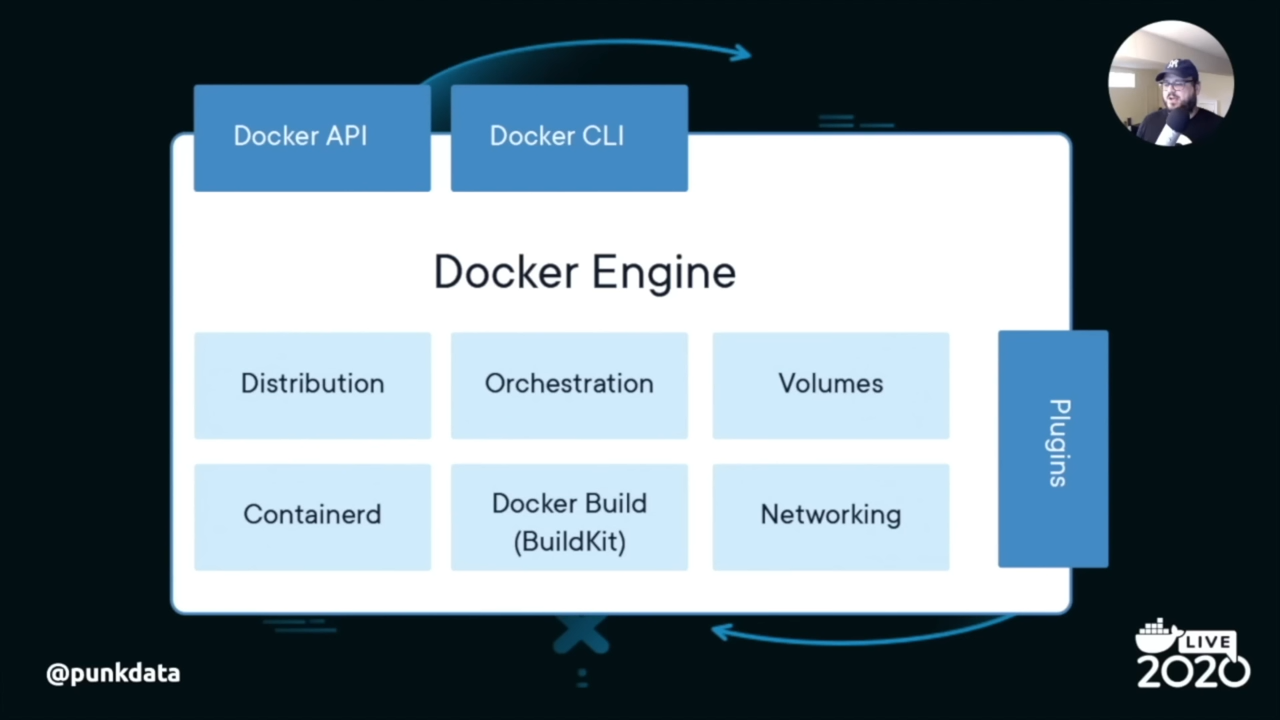 Docker API
Docker CLI
Docker Engine
Distribution
Orchestration
Volumes
Containerd
Docker Build
(BuildKit)
Networking
Plugins
@punkdata
LIVE
2020